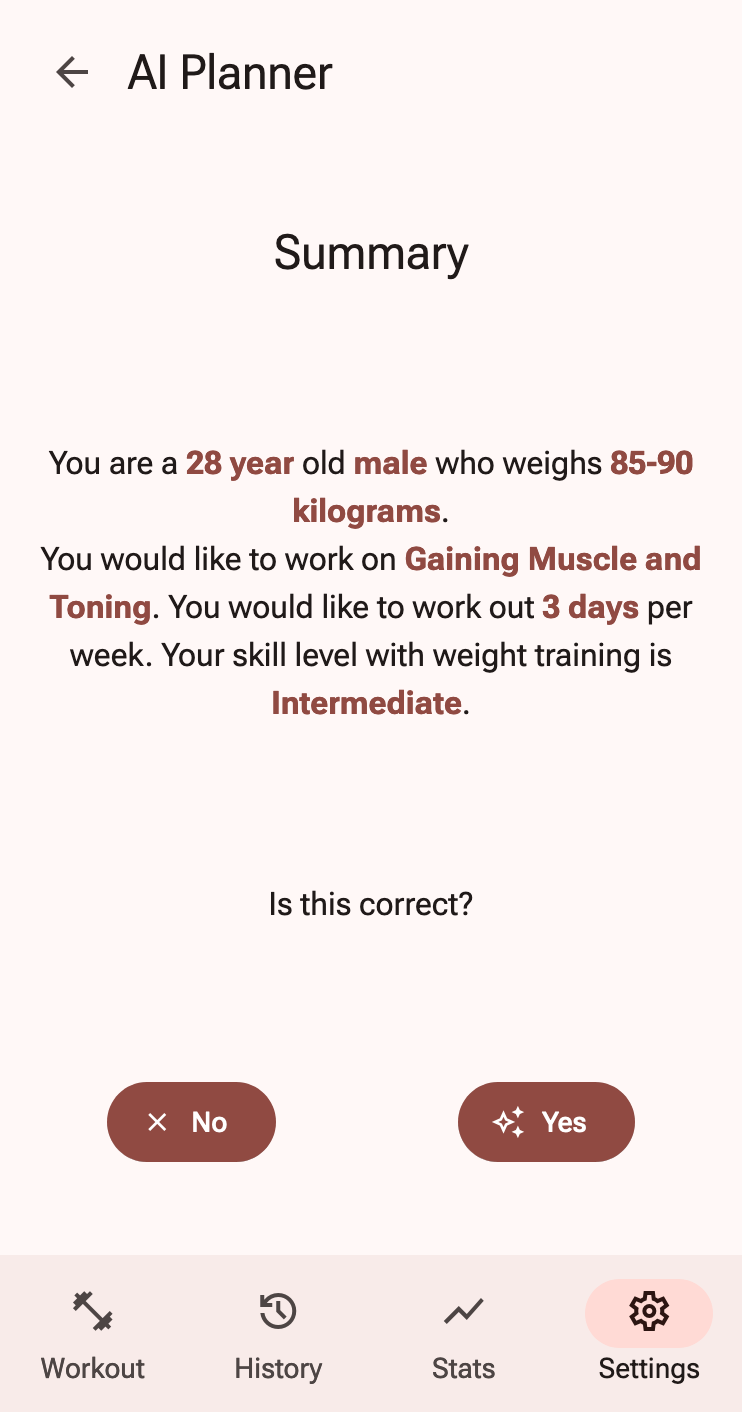 AI Planner
Summary
You are a 28 year old male who weighs 85-90
kilograms.
You would like to work on Gaining Muscle and
Toning. You would like to work out 3 days per
week. Your skill level with weight training is
Intermediate.
Is this correct?
No
Yes
Workout
History
Stats
Settings